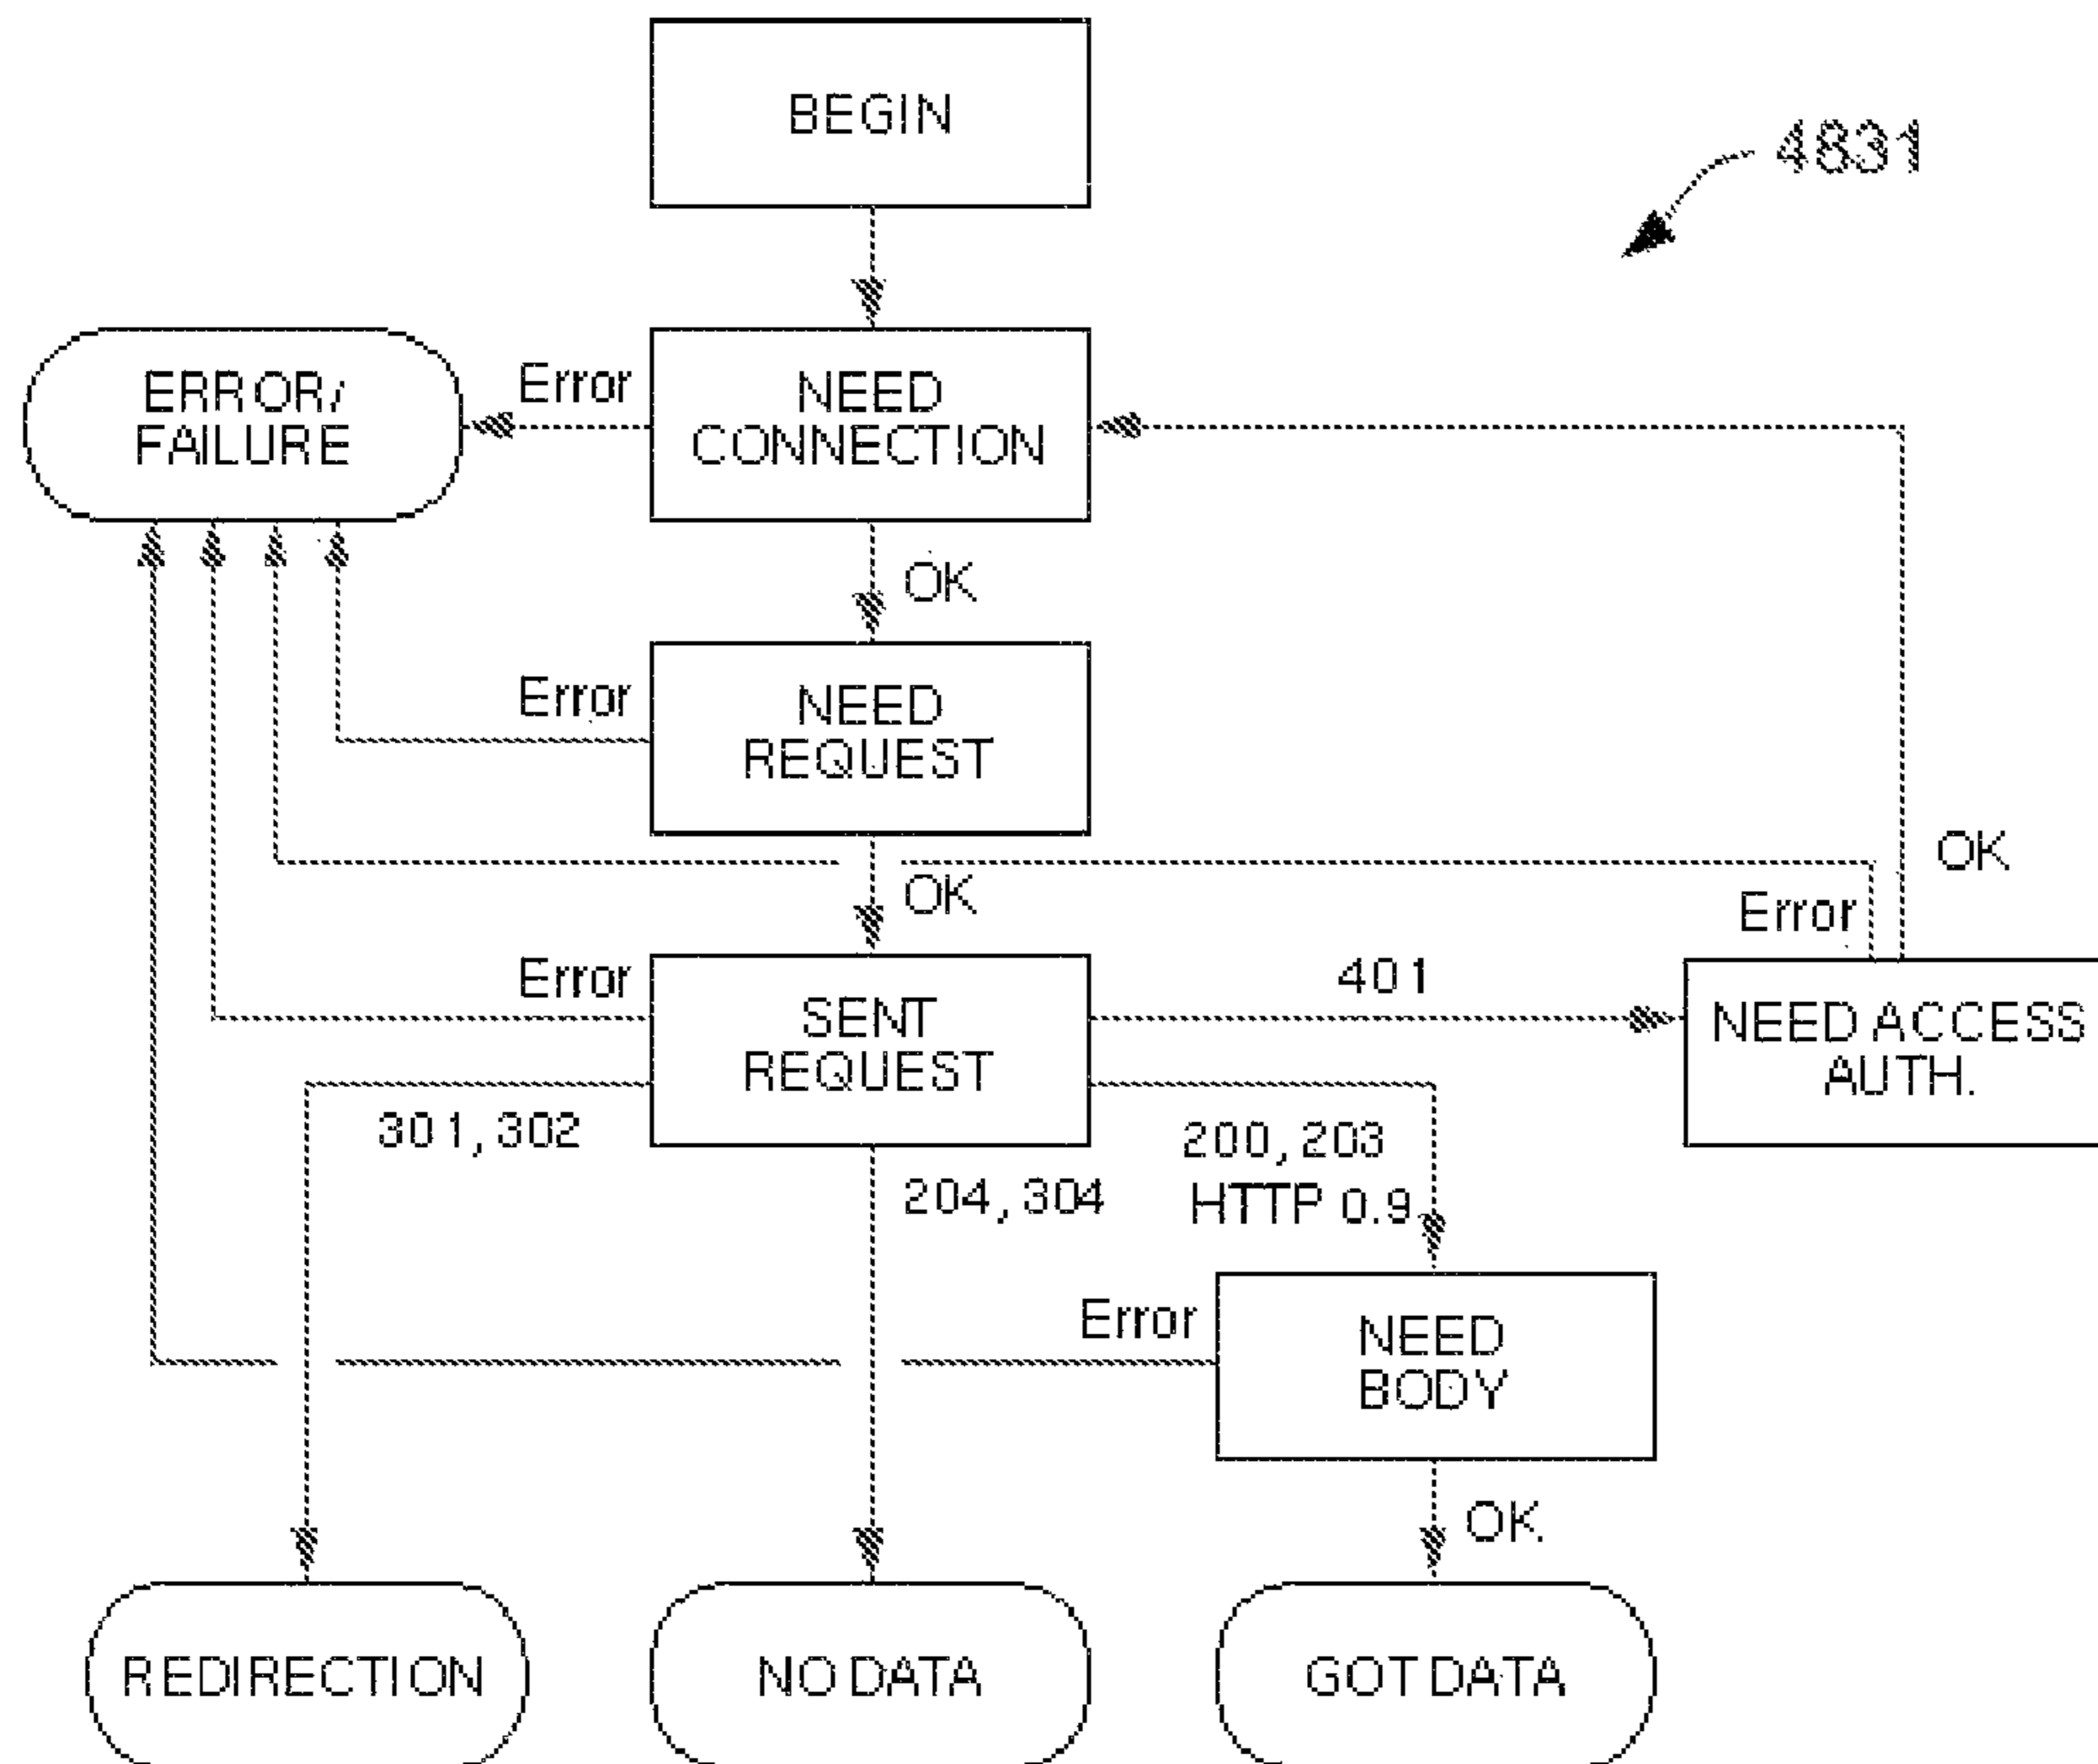 BEGIN
4831
ERROR/
FAILURE
Error
NEED
CONNECTION
OK
Error
NEED
REQUEST
OK
OK
Error
Error
SENT
REQUEST
401
NEED ACCESS
AUTH.
301, 302
204, 304
200, 203
HTTP 0.9
Error
NEED
BODY
OK
REDIRECTION
NO DATA
GOT DATA